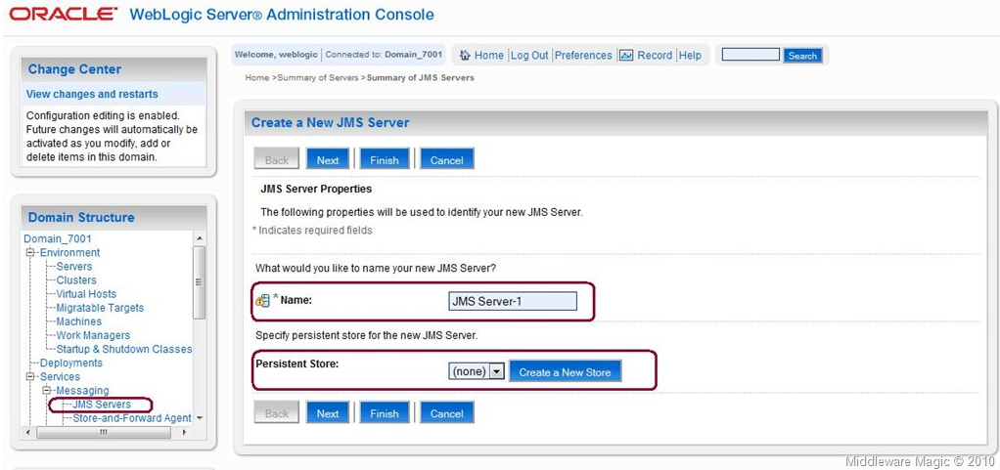 ORACLE® WebLogic Server® Administration Console
Change Center
View changes and restarts
Configuration editing is enabled.
Future changes will automatically be
activated as you modify, add or
delete items in this domain.
Domain Structure
Domain_7001
Environment
Servers
Clusters
Virtual Hosts
Migratable Targets
Machines
Work Managers
Startup & Shutdown Classes
Deployments
Services
Messaging
JMS Servers
Store-and-Forward Agent
Welcome, weblogic Connected to: Domain_7001 Home Log Out Preferences Record Help Search
Home >Summary of Servers >Summary of JMS Servers
Create a New JMS Server
Back Next Finish Cancel
JMS Server Properties
The following properties will be used to identify your new JMS Server.
* Indicates required fields
What would you like to name your new JMS Server?
* Name: JMS Server-1
Specify persistent store for the new JMS Server.
Persistent Store: (none) Create a New Store
Back Next Finish Cancel
Middleware Magic © 2010